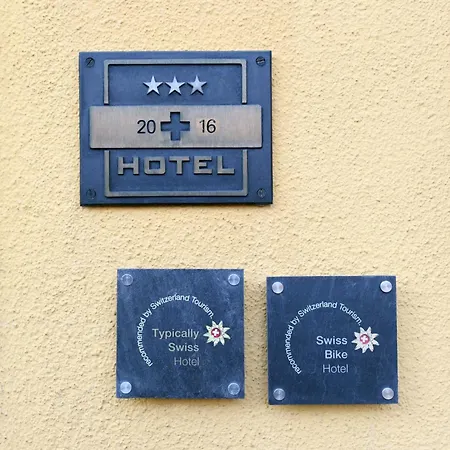 20 16
HOTEL
recommended by Switzerland Tourism.
Typically
Swiss
Hotel
recommended by Switzerland Tourism.
Swiss
Bike
Hotel